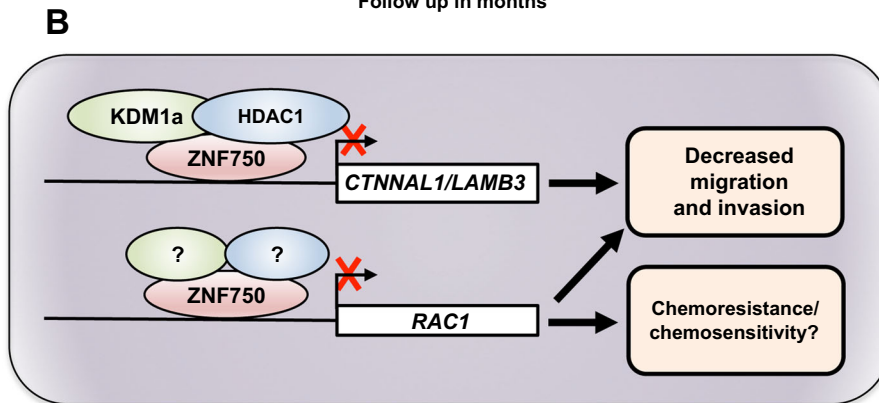 Follow up in months
B
KDM1a
HDAC1
ZNF750
CTNNAL1/LAMB3
Decreased
migration
and invasion
?
?
ZNF750
RAC1
Chemoresistance/
chemosensitivity?